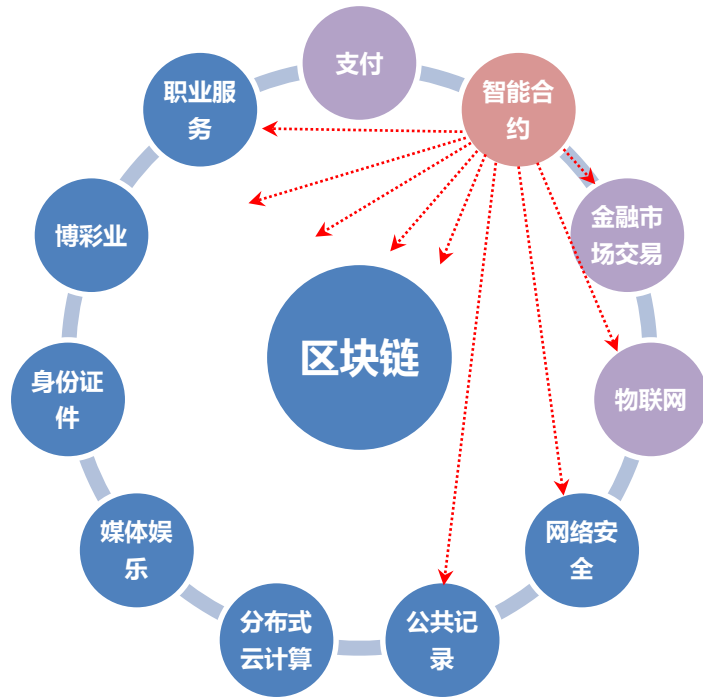 支付
智能合
约
金融市
场交易
物联网
网络安
全
公共记
录
分布式
云计算
媒体娱
乐
身份证
件
博彩业
职业服
务
区块链